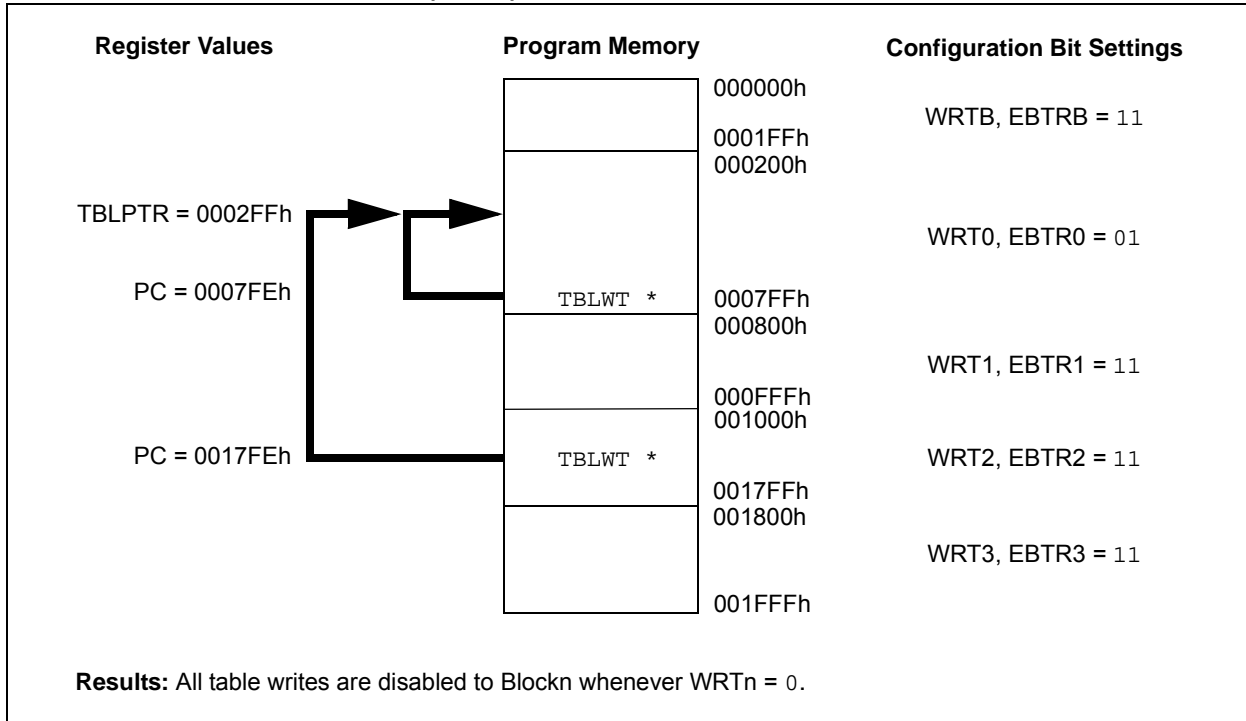 Register Values Program Memory Configuration Bit Settings
000000h
WRTB, EBTRB = 11
0001FFh
000200h
TBLPTR = 0002FFh
WRT0, EBTR0 = 01
PC = 0007FEh TBLWT * 0007FFh
000800h
WRT1, EBTR1 = 11
000FFFh
001000h
PC = 0017FEh TBLWT * WRT2, EBTR2 = 11
0017FFh
001800h
WRT3, EBTR3 = 11
001FFFh
Results: All table writes are disabled to Blockn whenever WRTn = 0.